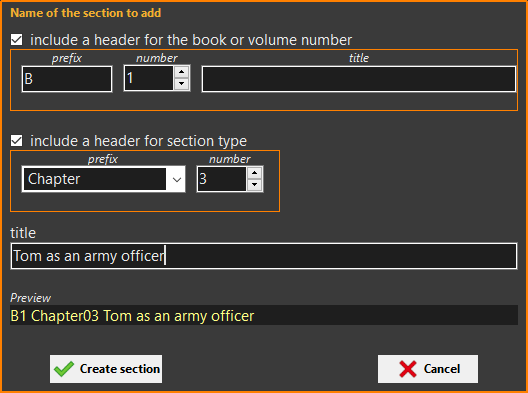 Name of the section to add
include a header for the book or volume number
prefix number title
B 1
include a header for section type
prefix number
Chapter 3
title
Tom as an army officer
Preview
B1 Chapter03 Tom as an army officer
Create section Cancel